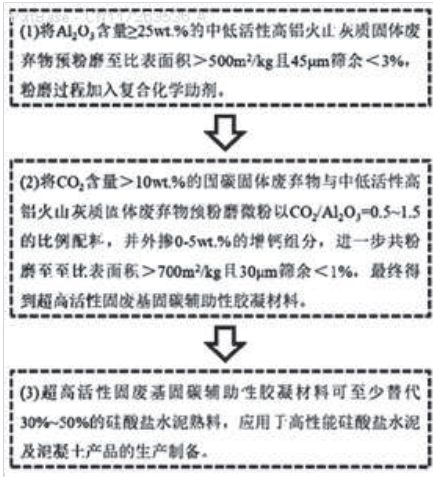 (1)将Al₂O₃含量≥25wt.%的中低活性高铝火山灰质固体废
弃物预粉磨至比表面积＞500m²/kg且45μm筛余＜3%，
粉磨过程加入复合化学助剂。
(2)将CO₂含量＞10wt.%的固碳固体废弃物与中低活性高
铝火山灰质固体废弃物预粉磨微粉以CO₂/Al₂O₃=0.5~1.5
的比例配料，并外掺0-5wt.%的增钙组分，进一步共粉
磨至至比表面积＞700m²/kg且30μm筛余＜1%，最终得
到超高活性固废基固碳辅助性胶凝材料。
(3)超高活性固废基固碳辅助性胶凝材料可至少替代
30%~50%的硅酸盐水泥熟料，应用于高性能硅酸盐水泥
及混凝土产品的生产制备。